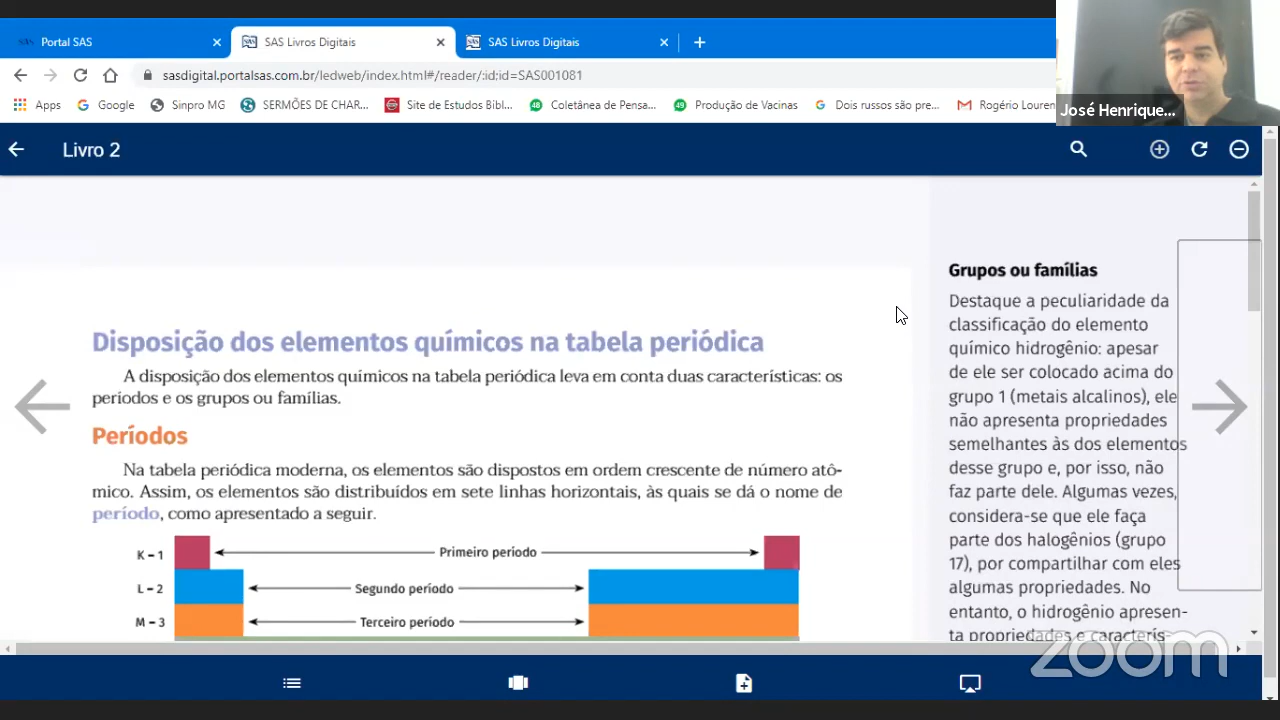 Portal SAS
SAS Livros Digitais
SAS Livros Digitais
sasdigital.portalsas.com.br/ledweb/index.html#/reader/:id:id=SAS001081
Apps
Google
Sinpro MG
SERMÕES DE CHAR...
Site de Estudos Bibl...
48 Coletânea de Pensa...
49 Produção de Vacinas
Dois russos são pre...
Rogério Louren
José Henrique...
Livro 2
Disposição dos elementos químicos na tabela periódica
A disposição dos elementos químicos na tabela periódica leva em conta duas características: os
períodos e os grupos ou famílias.
Períodos
Na tabela periódica moderna, os elementos são dispostos em ordem crescente de número atô-
mico. Assim, os elementos são distribuídos em sete linhas horizontais, às quais se dá o nome de
período, como apresentado a seguir.
K – 1
Primeiro período
L – 2
Segundo período
M – 3
Terceiro período
Grupos ou famílias
Destaque a peculiaridade da
classificação do elemento
químico hidrogênio: apesar
de ele ser colocado acima do
grupo 1 (metais alcalinos), ele
não apresenta propriedades
semelhantes às dos elementos
desse grupo e, por isso, não
faz parte dele. Algumas vezes,
considera-se que ele faça
parte dos halogênios (grupo
17), por compartilhar com eles
algumas propriedades. No
entanto, o hidrogênio apresen-
ta propriedades e caracterís-
zoom